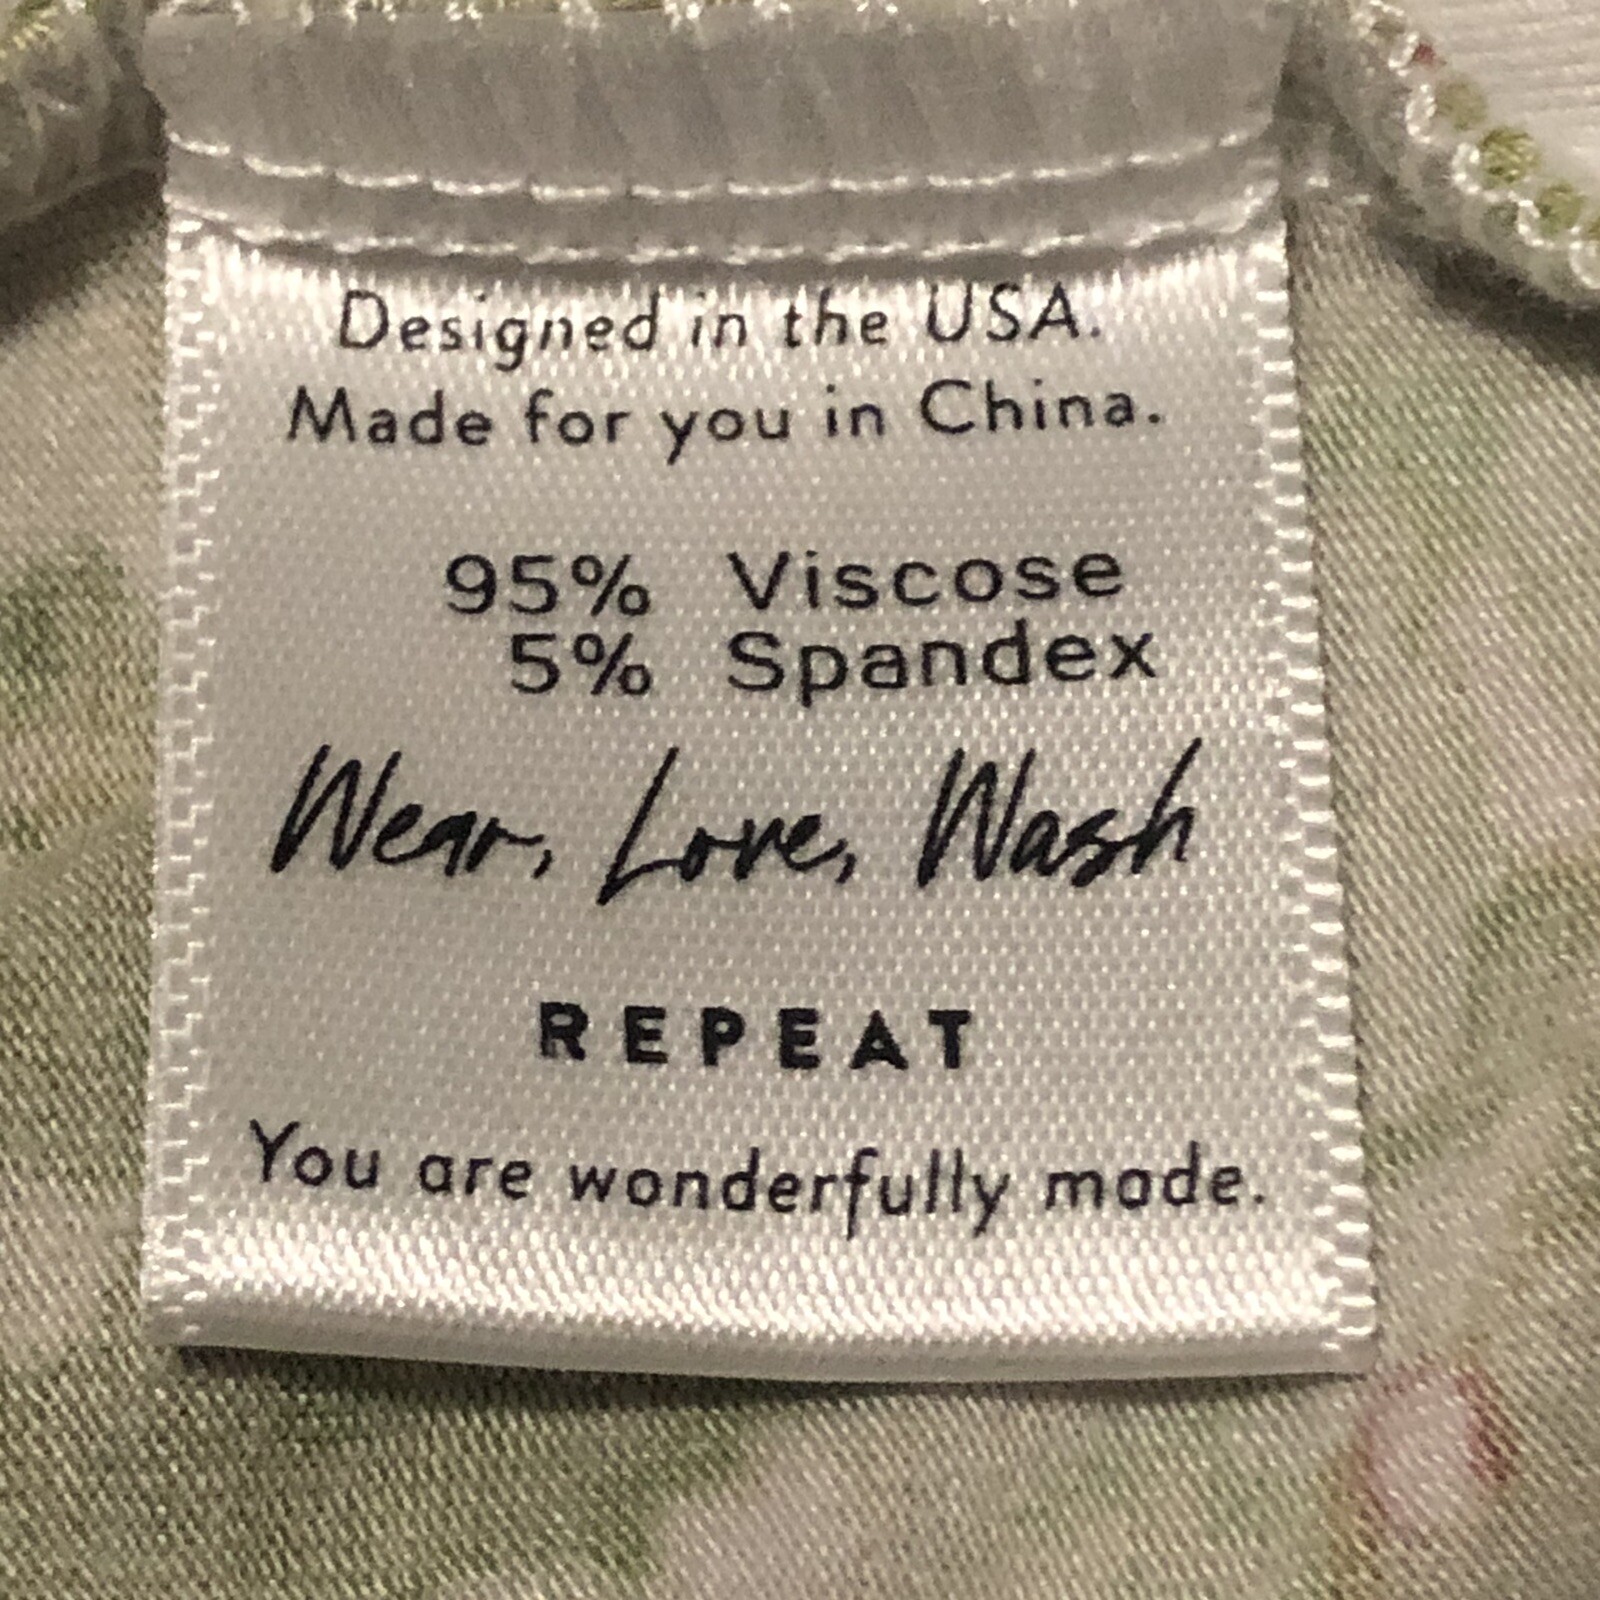 Designed in the USA.
Made for you in China.
95% Viscose
5% Spandex
Wear, Love, Wash
REPEAT
You are wonderfully made.